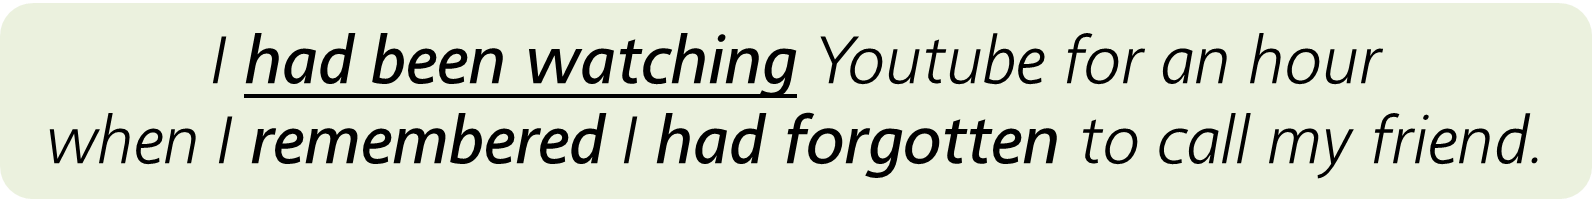 I had been watching Youtube for an hour
when I remembered I had forgotten to call my friend.